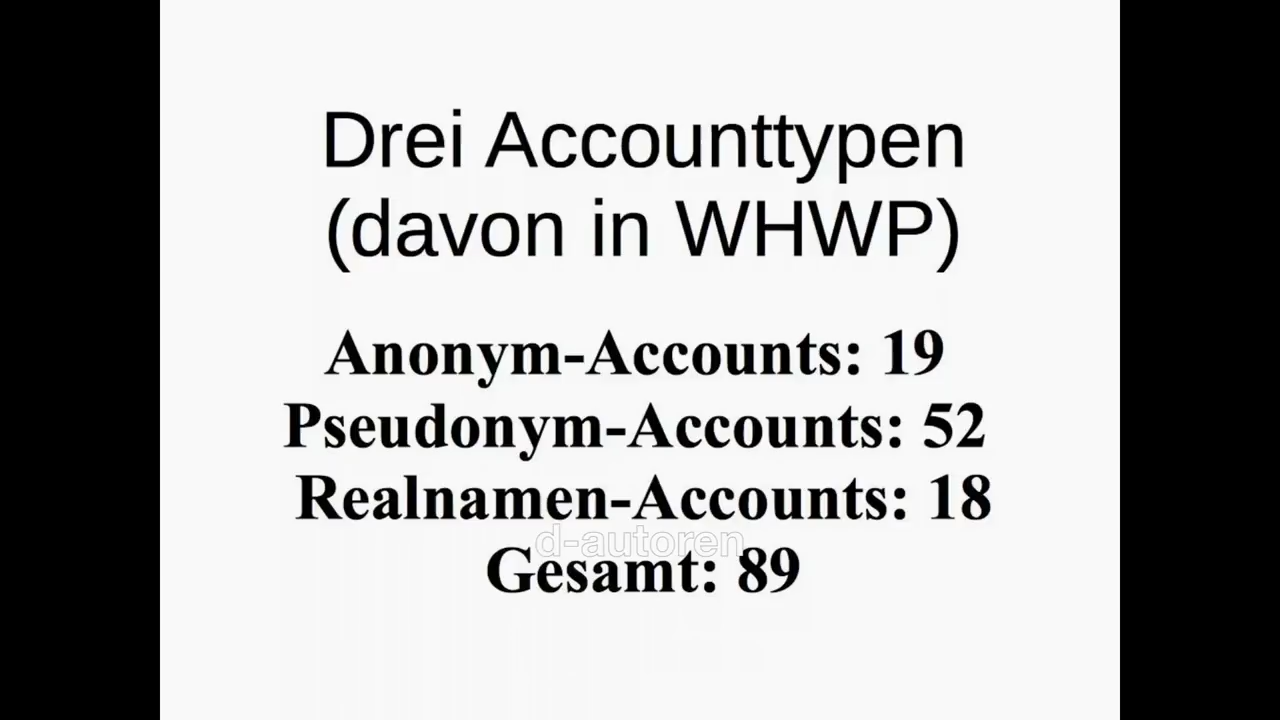 Drei Accounttypen
(davon in WHWP)
Anonym-Accounts: 19
Pseudonym-Accounts: 52
Realnamen-Accounts: 18
d-autoren
Gesamt: 89